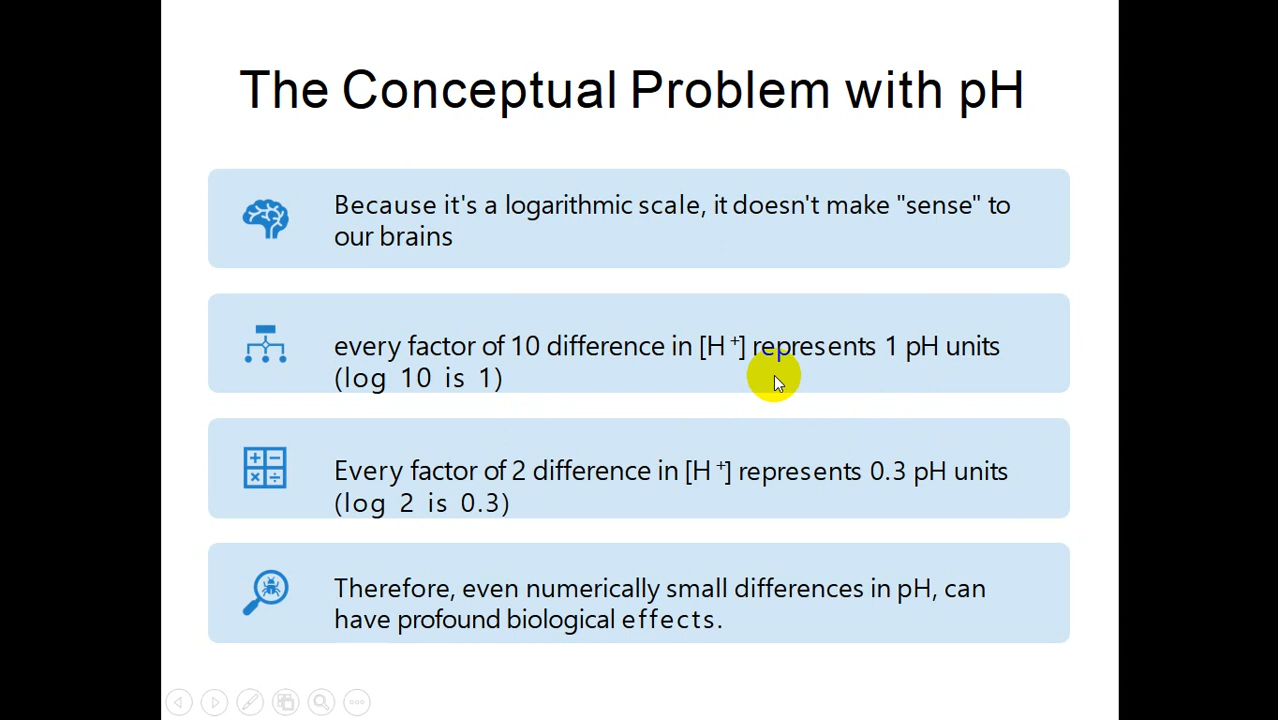 The Conceptual Problem with pH
Because it's a logarithmic scale, it doesn't make "sense" to
our brains
every factor of 10 difference in [H⁺] represents 1 pH units
(log 10 is 1)
Every factor of 2 difference in [H⁺] represents 0.3 pH units
(log 2 is 0.3)
Therefore, even numerically small differences in pH, can
have profound biological effects.